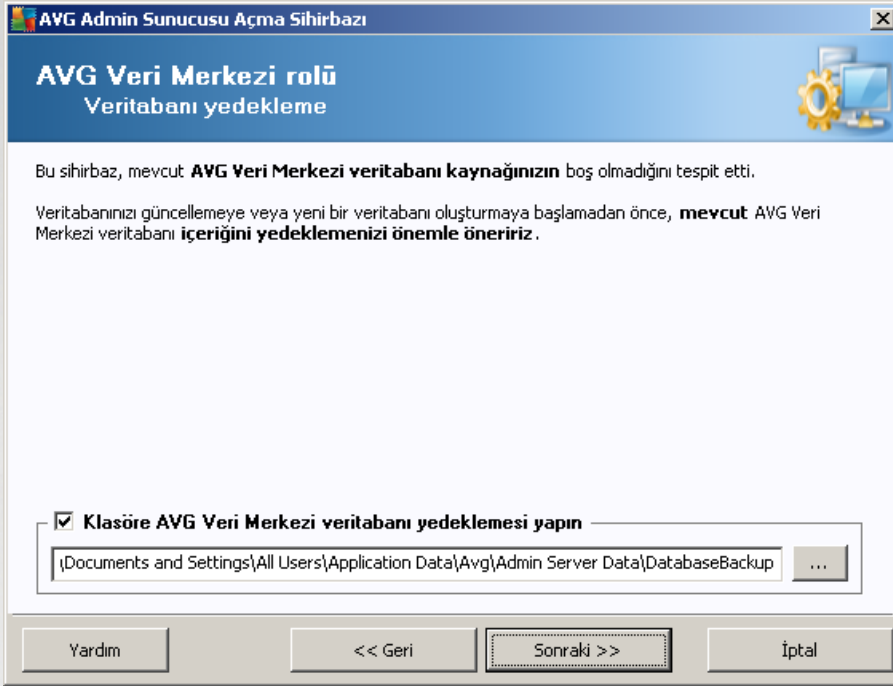 AVG Admin Sunucusu Açma Sihirbazı
AVG Veri Merkezi rolü
Veritabanı yedekleme
Bu sihirbaz, mevcut AVG Veri Merkezi veritabanı kaynağınızın boş olmadığını tespit etti.
Veritabanınızı güncellemeye veya yeni bir veritabanı oluşturmaya başlamadan önce, mevcut AVG Veri
Merkezi veritabanı içeriğini yedeklemenizi önemle öneririz.
Klasöre AVG Veri Merkezi veritabanı yedeklemesi yapın
\Documents and Settings\All Users\Application Data\Avg\Admin Server Data\DatabaseBackup
...
Yardım
<< Geri
Sonraki >>
İptal